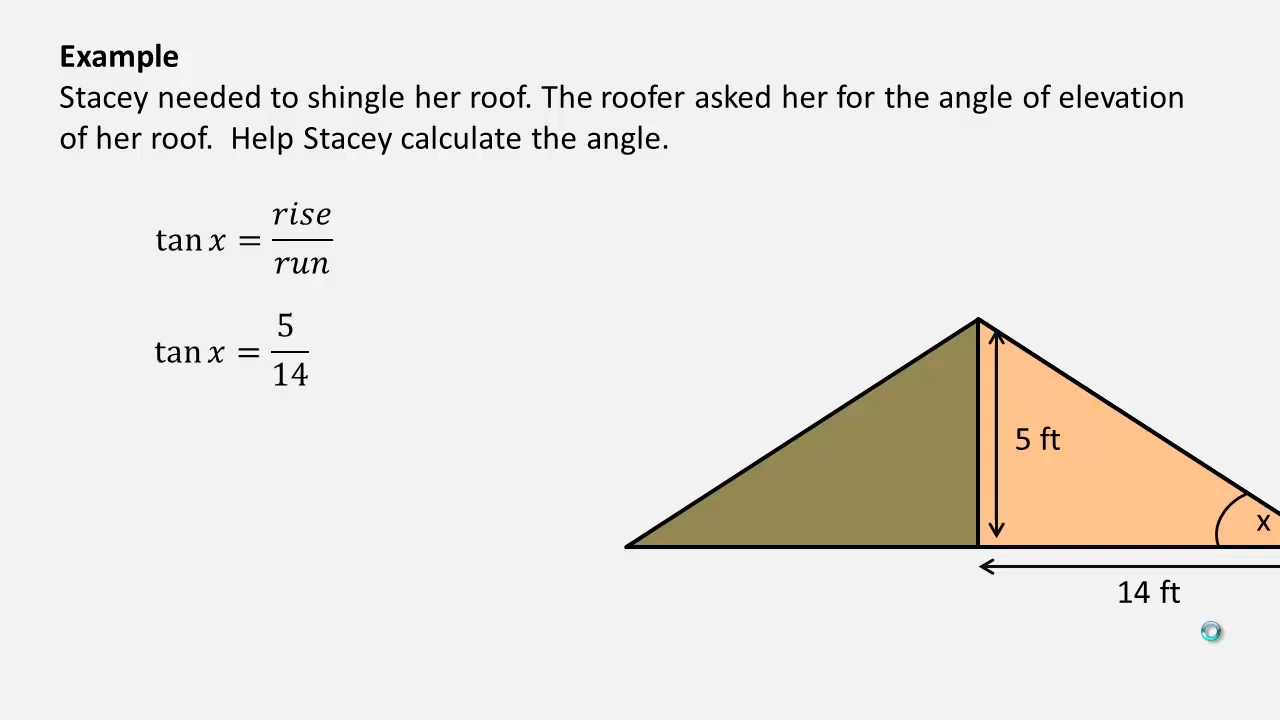 Example
Stacey needed to shingle her roof. The roofer asked her for the angle of elevation
of her roof.  Help Stacey calculate the angle.
tan x = rise/run
tan x = 5/14
5 ft
x
14 ft